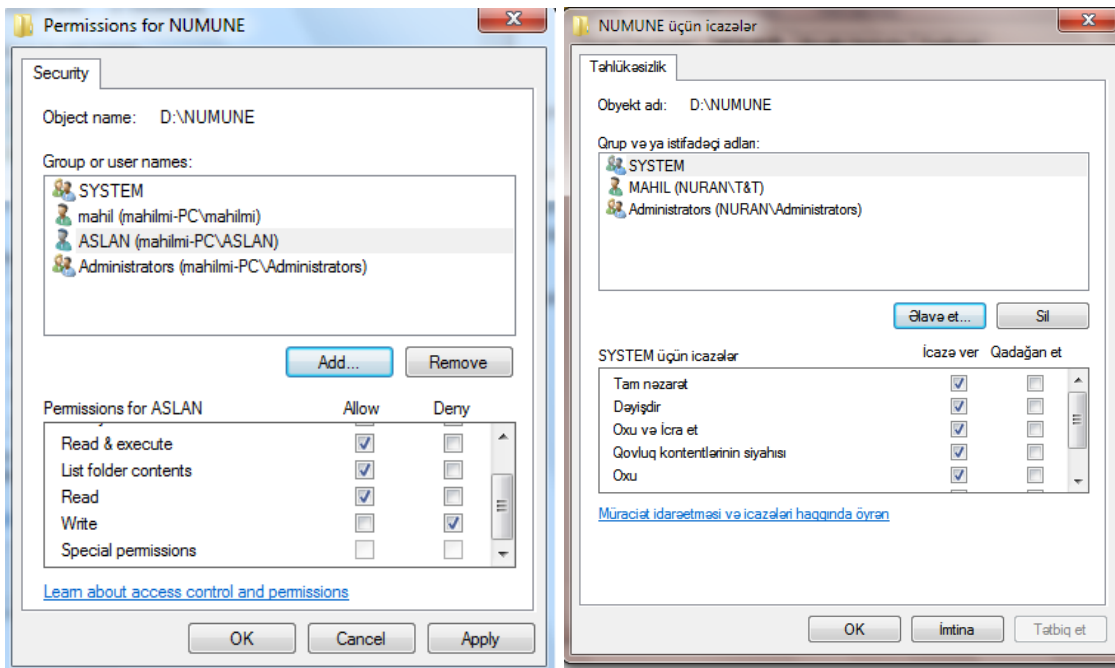 Permissions for NUMUNE
Security
Object name: D:\NUMUNE
Group or user names:
SYSTEM
mahil (mahilmi-PC\mahilmi)
ASLAN (mahilmi-PC\ASLAN)
Administrators (mahilmi-PC\Administrators)
Add... Remove
Permissions for ASLAN Allow Deny
Read & execute
List folder contents
Read
Write
Special permissions
Learn about access control and permissions
OK Cancel Apply
NUMUNE üçün icazələr
Təhlükəsizlik
Obyekt adı: D:\NUMUNE
Qrup və ya istifadəçi adları:
SYSTEM
MAHIL (NURAN\T&T)
Administrators (NURAN\Administrators)
Əlavə et... Sil
SYSTEM üçün icazələr İcazə ver Qadağan et
Tam nəzarət
Dəyişdir
Oxu və İcra et
Qovluq kontentlərinin siyahısı
Oxu
Müraciət idarəetməsi və icazələri haqqında öyrən
OK İmtina Tətbiq et